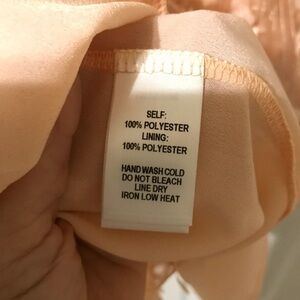 SELF:
100% POLYESTER
LINING:
100% POLYESTER
HAND WASH COLD
DO NOT BLEACH
LINE DRY
IRON LOW HEAT